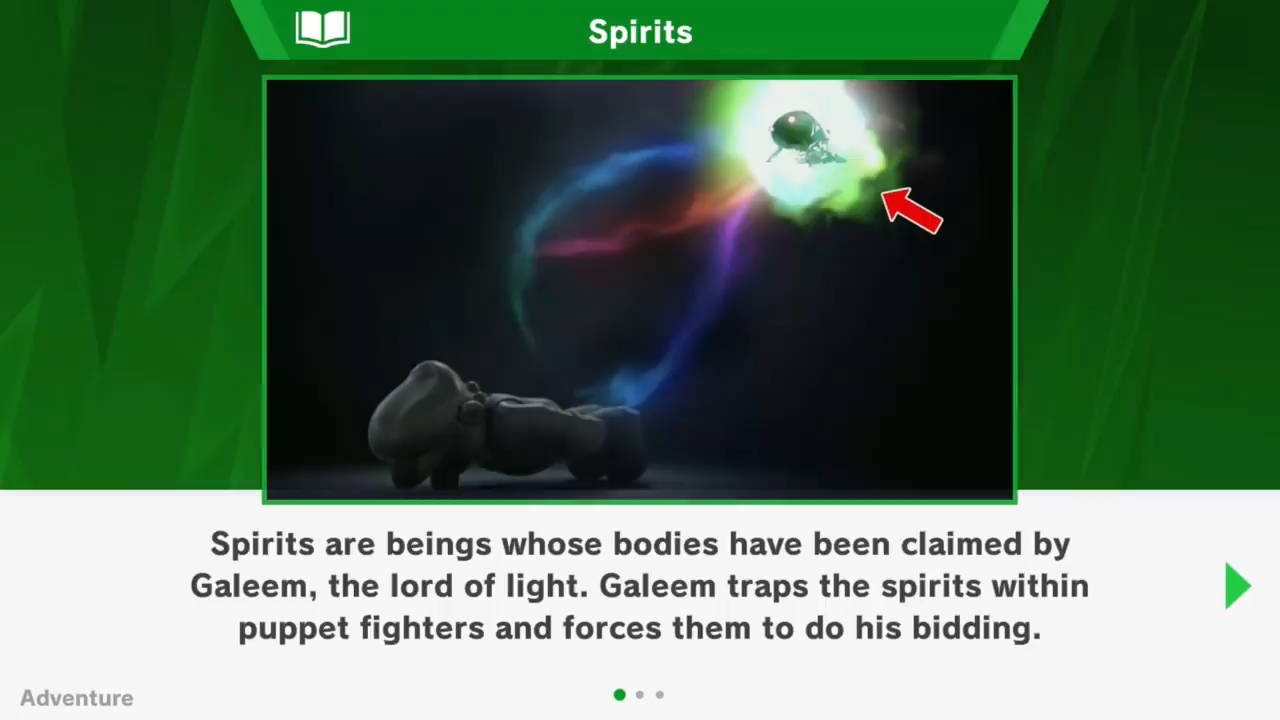 Spirits
Spirits are beings whose bodies have been claimed by
Galeem, the lord of light. Galeem traps the spirits within
puppet fighters and forces them to do his bidding.
Adventure